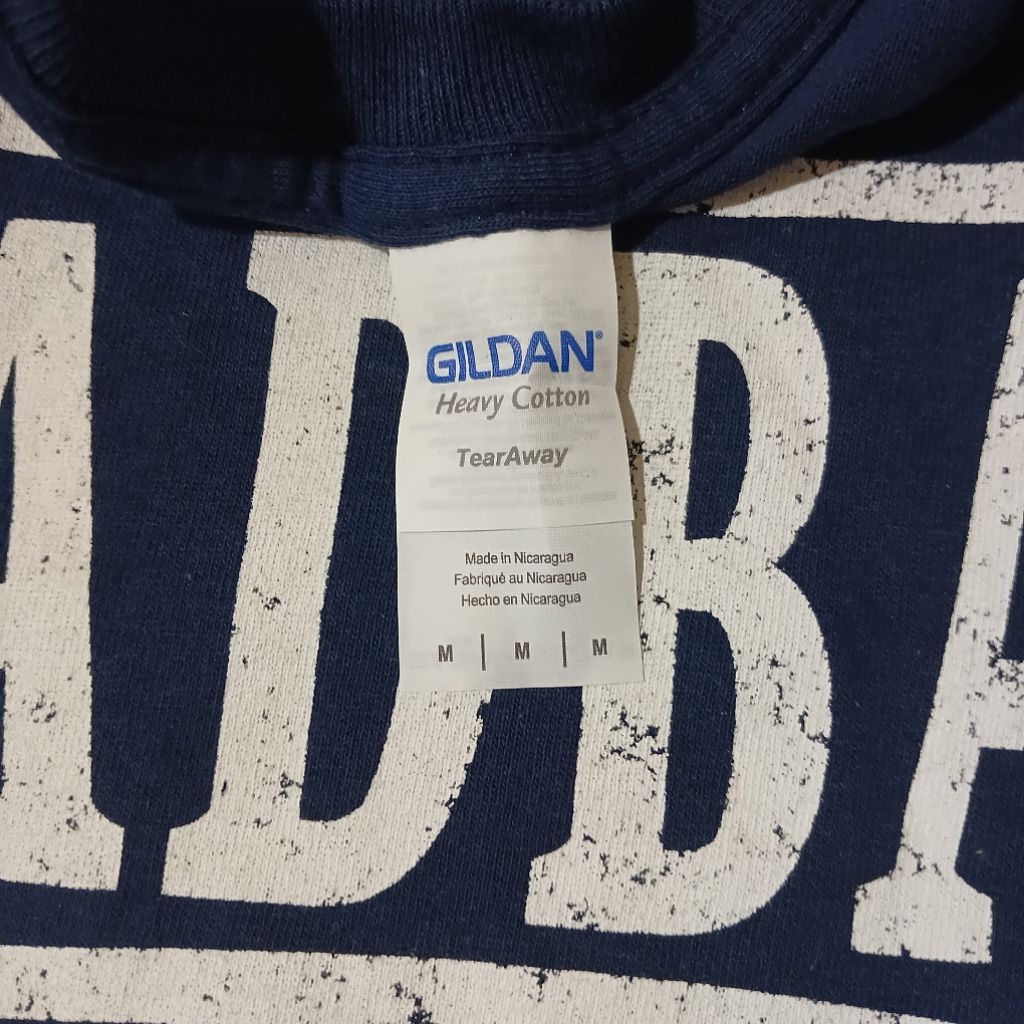 GILDAN®
Heavy Cotton
TearAway
Made in Nicaragua
Fabriqué au Nicaragua
Hecho en Nicaragua
M | M | M
ADBA